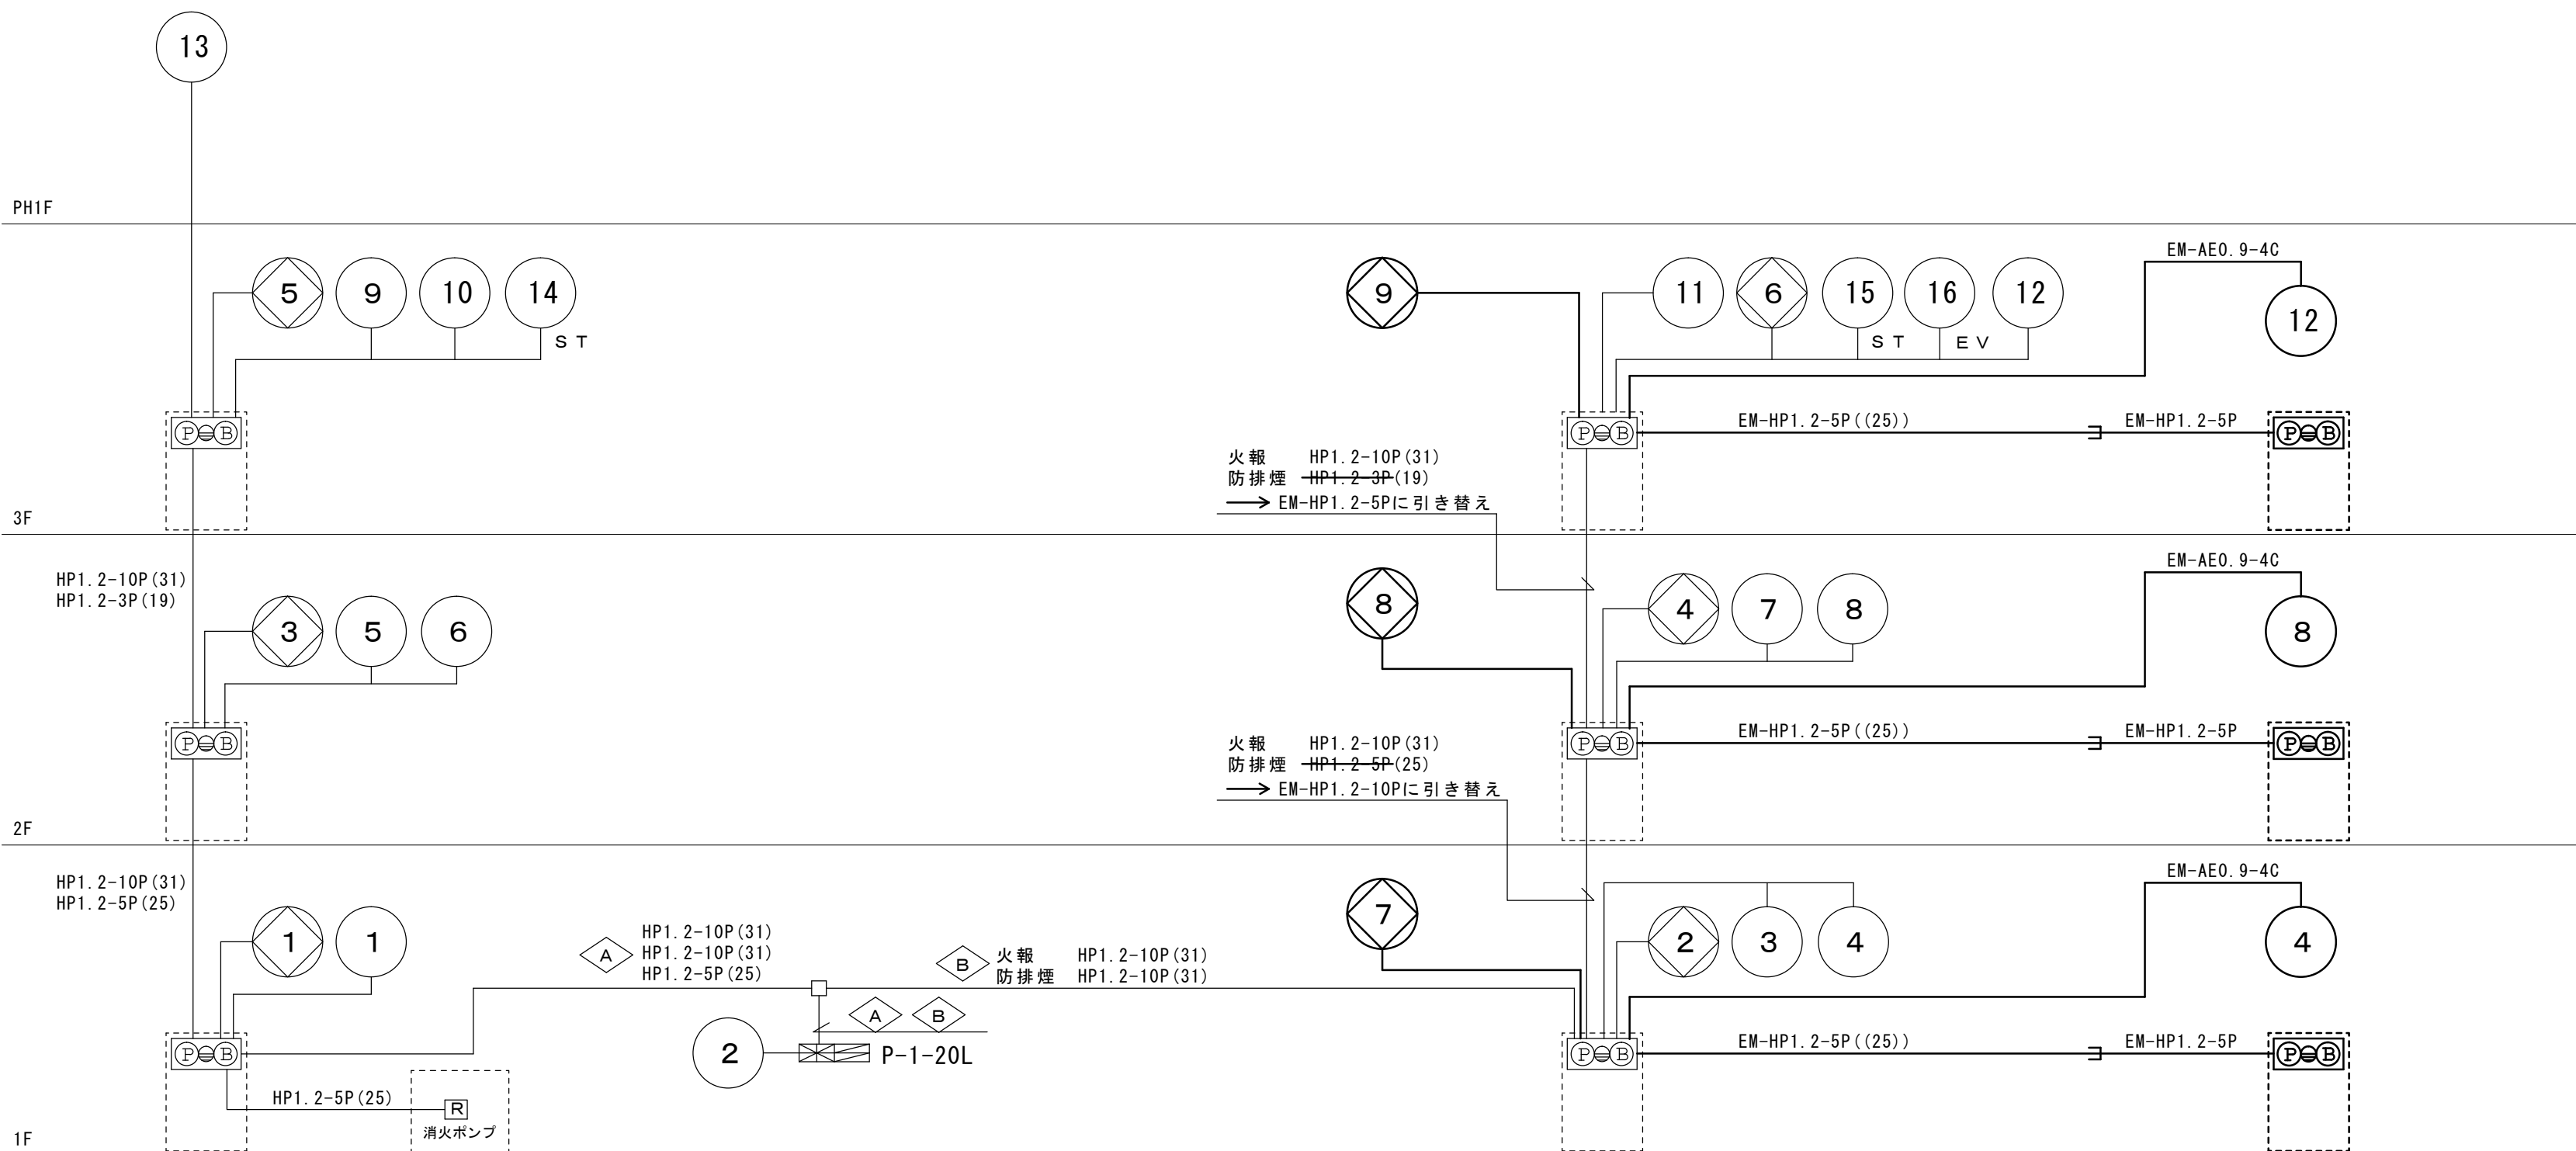 13
PH1F
5
9
10
14
ST
9
11
6
15
ST
16
EV
12
EM-AE0.9-4C
12
P B
P B
EM-HP1.2-5P((25))
EM-HP1.2-5P
P B
火報 HP1.2-10P(31)
防排煙 HP1.2-3P(19)
→ EM-HP1.2-5Pに引き替え
3F
HP1.2-10P(31)
HP1.2-3P(19)
3
5
6
8
4
7
8
EM-AE0.9-4C
8
P B
P B
EM-HP1.2-5P((25))
EM-HP1.2-5P
P B
火報 HP1.2-10P(31)
防排煙 HP1.2-5P(25)
→ EM-HP1.2-10Pに引き替え
2F
HP1.2-10P(31)
HP1.2-5P(25)
1
1
A
HP1.2-10P(31)
HP1.2-10P(31)
HP1.2-5P(25)
B
火報 HP1.2-10P(31)
防排煙 HP1.2-10P(31)
7
2
3
4
EM-AE0.9-4C
4
A
B
P B
2
P-1-20L
P B
EM-HP1.2-5P((25))
EM-HP1.2-5P
P B
HP1.2-5P(25)
R
消火ポンプ
1F